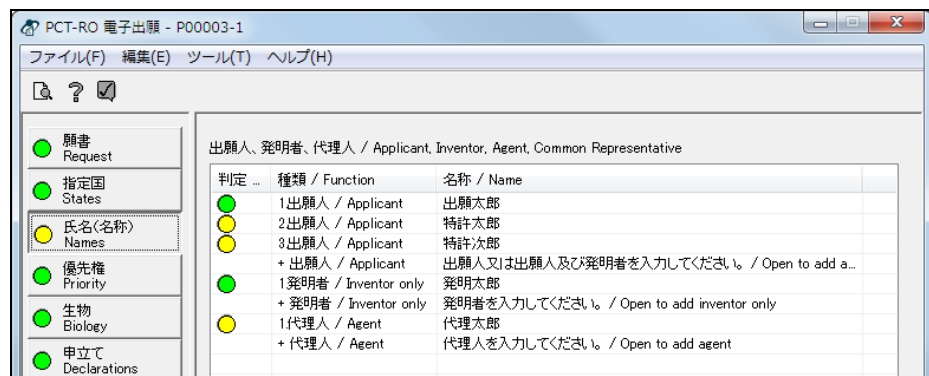 PCT-RO 電子出願 - P00003-1
ファイル(F) 編集(E) ツール(T) ヘルプ(H)
願書
Request
指定国
States
氏名(名称)
Names
優先権
Priority
生物
Biology
申立て
Declarations
出願人、発明者、代理人 / Applicant, Inventor, Agent, Common Representative
判定 ... 種類 / Function 名称 / Name
1出願人 / Applicant 出願太郎
2出願人 / Applicant 特許太郎
3出願人 / Applicant 特許次郎
+ 出願人 / Applicant 出願人又は出願人及び発明者を入力してください。 / Open to add a...
1発明者 / Inventor only 発明太郎
+ 発明者 / Inventor only 発明者を入力してください。 / Open to add inventor only
1代理人 / Agent 代理太郎
+ 代理人 / Agent 代理人を入力してください。 / Open to add agent